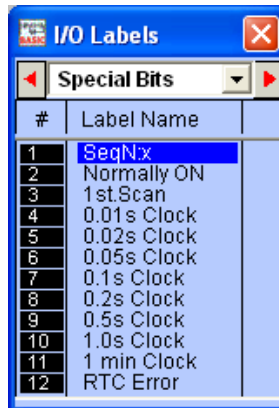 BASIC
I/O Labels
Special Bits
# Label Name
1 SeqN:x
2 Normally ON
3 1st.Scan
4 0.01s Clock
5 0.02s Clock
6 0.05s Clock
7 0.1s Clock
8 0.2s Clock
9 0.5s Clock
10 1.0s Clock
11 1 min Clock
12 RTC Error